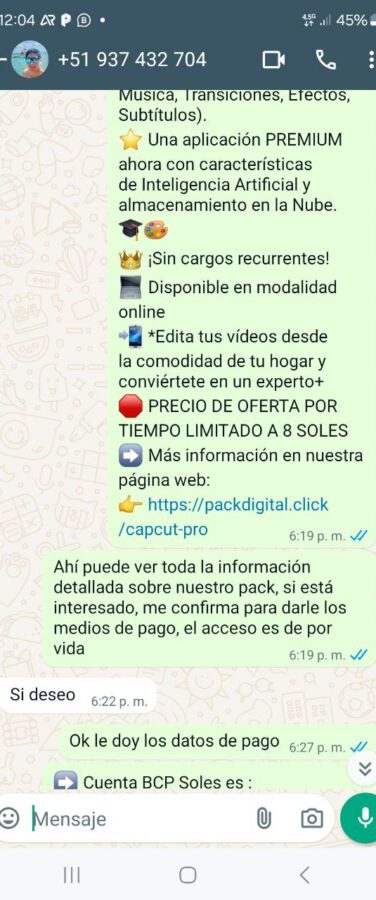 12:04
4.5G
45%
+51 937 432 704
Música, Transiciones, Efectos,
Subtítulos).
⭐ Una aplicación PREMIUM
ahora con características
de Inteligencia Artificial y
almacenamiento en la Nube.
🎓🎨
👑 ¡Sin cargos recurrentes!
💻 Disponible en modalidad
online
📲 *Edita tus vídeos desde
la comodidad de tu hogar y
conviértete en un experto+
🛑 PRECIO DE OFERTA POR
TIEMPO LIMITADO A 8 SOLES
➡️ Más información en nuestra
página web:
👉 https://packdigital.click
/capcut-pro
6:19 p. m.
Ahí puede ver toda la información
detallada sobre nuestro pack, si está
interesado, me confirma para darle los
medios de pago, el acceso es de por
vida
6:19 p. m.
Si deseo
6:22 p. m.
Ok le doy los datos de pago
6:27 p. m.
➡️ Cuenta BCP Soles es :
Mensaje